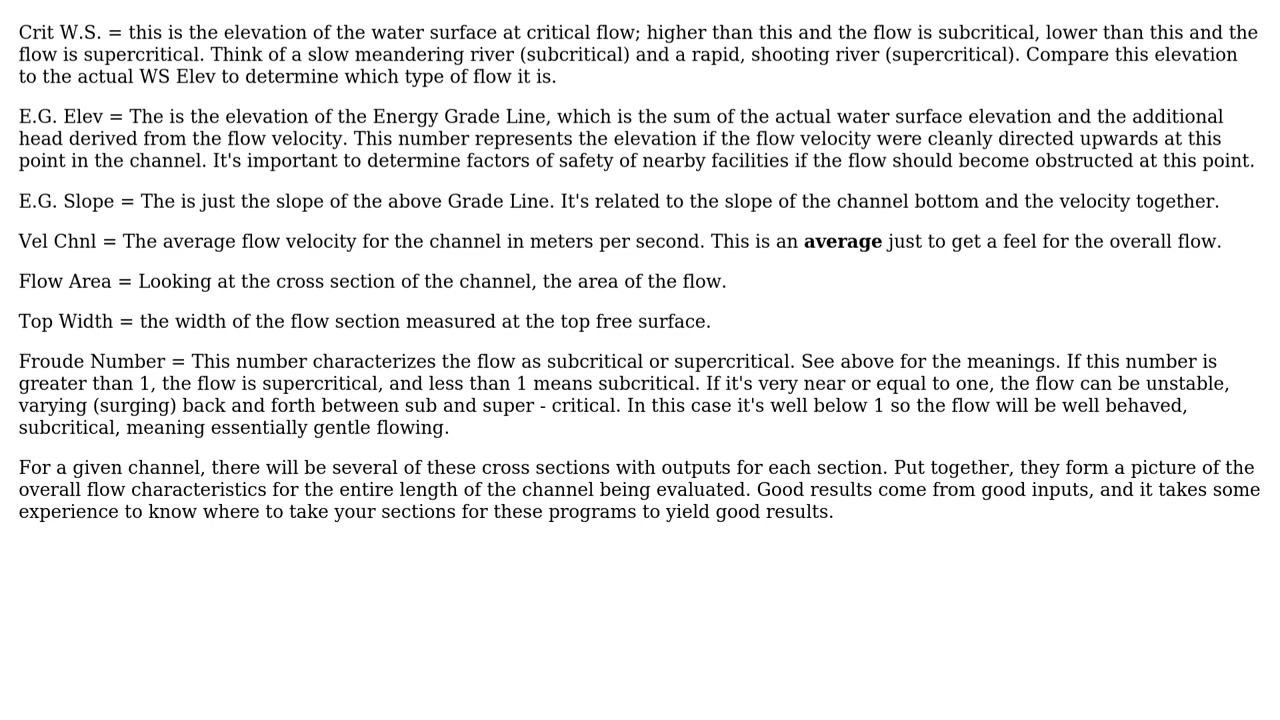 Crit W.S. = this is the elevation of the water surface at critical flow; higher than this and the flow is subcritical, lower than this and the
flow is supercritical. Think of a slow meandering river (subcritical) and a rapid, shooting river (supercritical). Compare this elevation
to the actual WS Elev to determine which type of flow it is.
E.G. Elev = The is the elevation of the Energy Grade Line, which is the sum of the actual water surface elevation and the additional
head derived from the flow velocity. This number represents the elevation if the flow velocity were cleanly directed upwards at this
point in the channel. It's important to determine factors of safety of nearby facilities if the flow should become obstructed at this point.
E.G. Slope = The is just the slope of the above Grade Line. It's related to the slope of the channel bottom and the velocity together.
Vel Chnl = The average flow velocity for the channel in meters per second. This is an average just to get a feel for the overall flow.
Flow Area = Looking at the cross section of the channel, the area of the flow.
Top Width = the width of the flow section measured at the top free surface.
Froude Number = This number characterizes the flow as subcritical or supercritical. See above for the meanings. If this number is
greater than 1, the flow is supercritical, and less than 1 means subcritical. If it's very near or equal to one, the flow can be unstable,
varying (surging) back and forth between sub and super - critical. In this case it's well below 1 so the flow will be well behaved,
subcritical, meaning essentially gentle flowing.
For a given channel, there will be several of these cross sections with outputs for each section. Put together, they form a picture of the
overall flow characteristics for the entire length of the channel being evaluated. Good results come from good inputs, and it takes some
experience to know where to take your sections for these programs to yield good results.